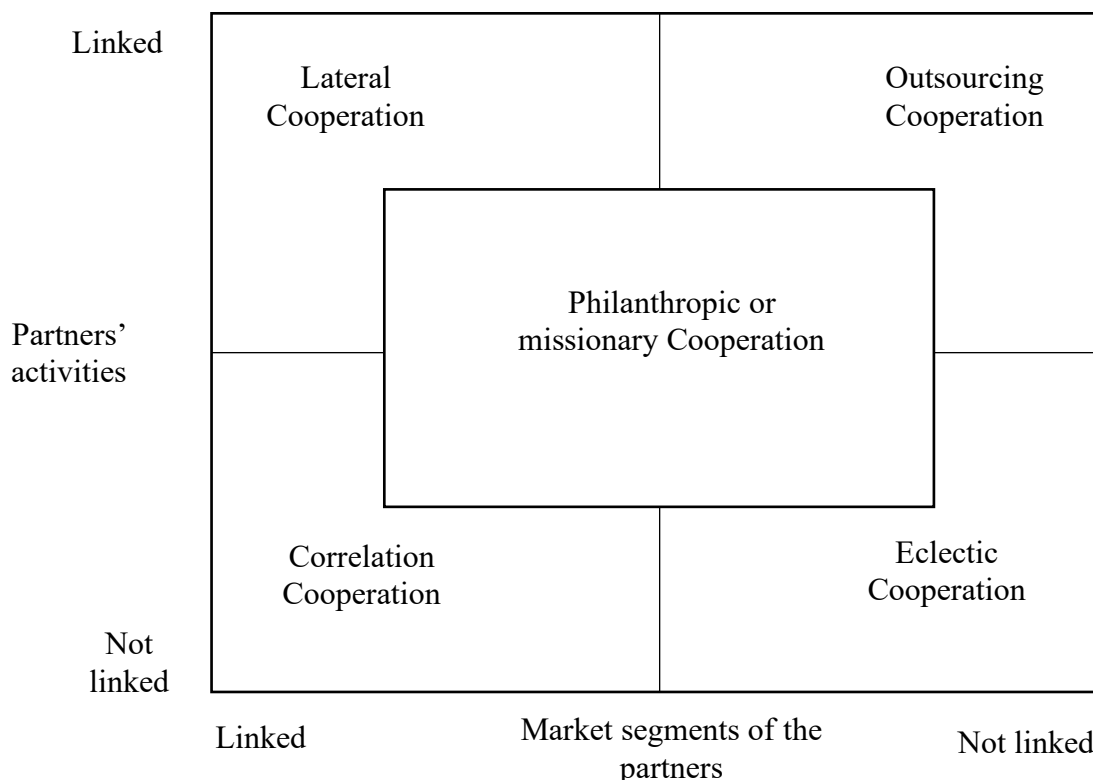 Linked
Lateral
Cooperation
Outsourcing
Cooperation
Philanthropic or
missionary Cooperation
Partners’
activities
Correlation
Cooperation
Eclectic
Cooperation
Not
linked
Linked
Market segments of the
partners
Not linked